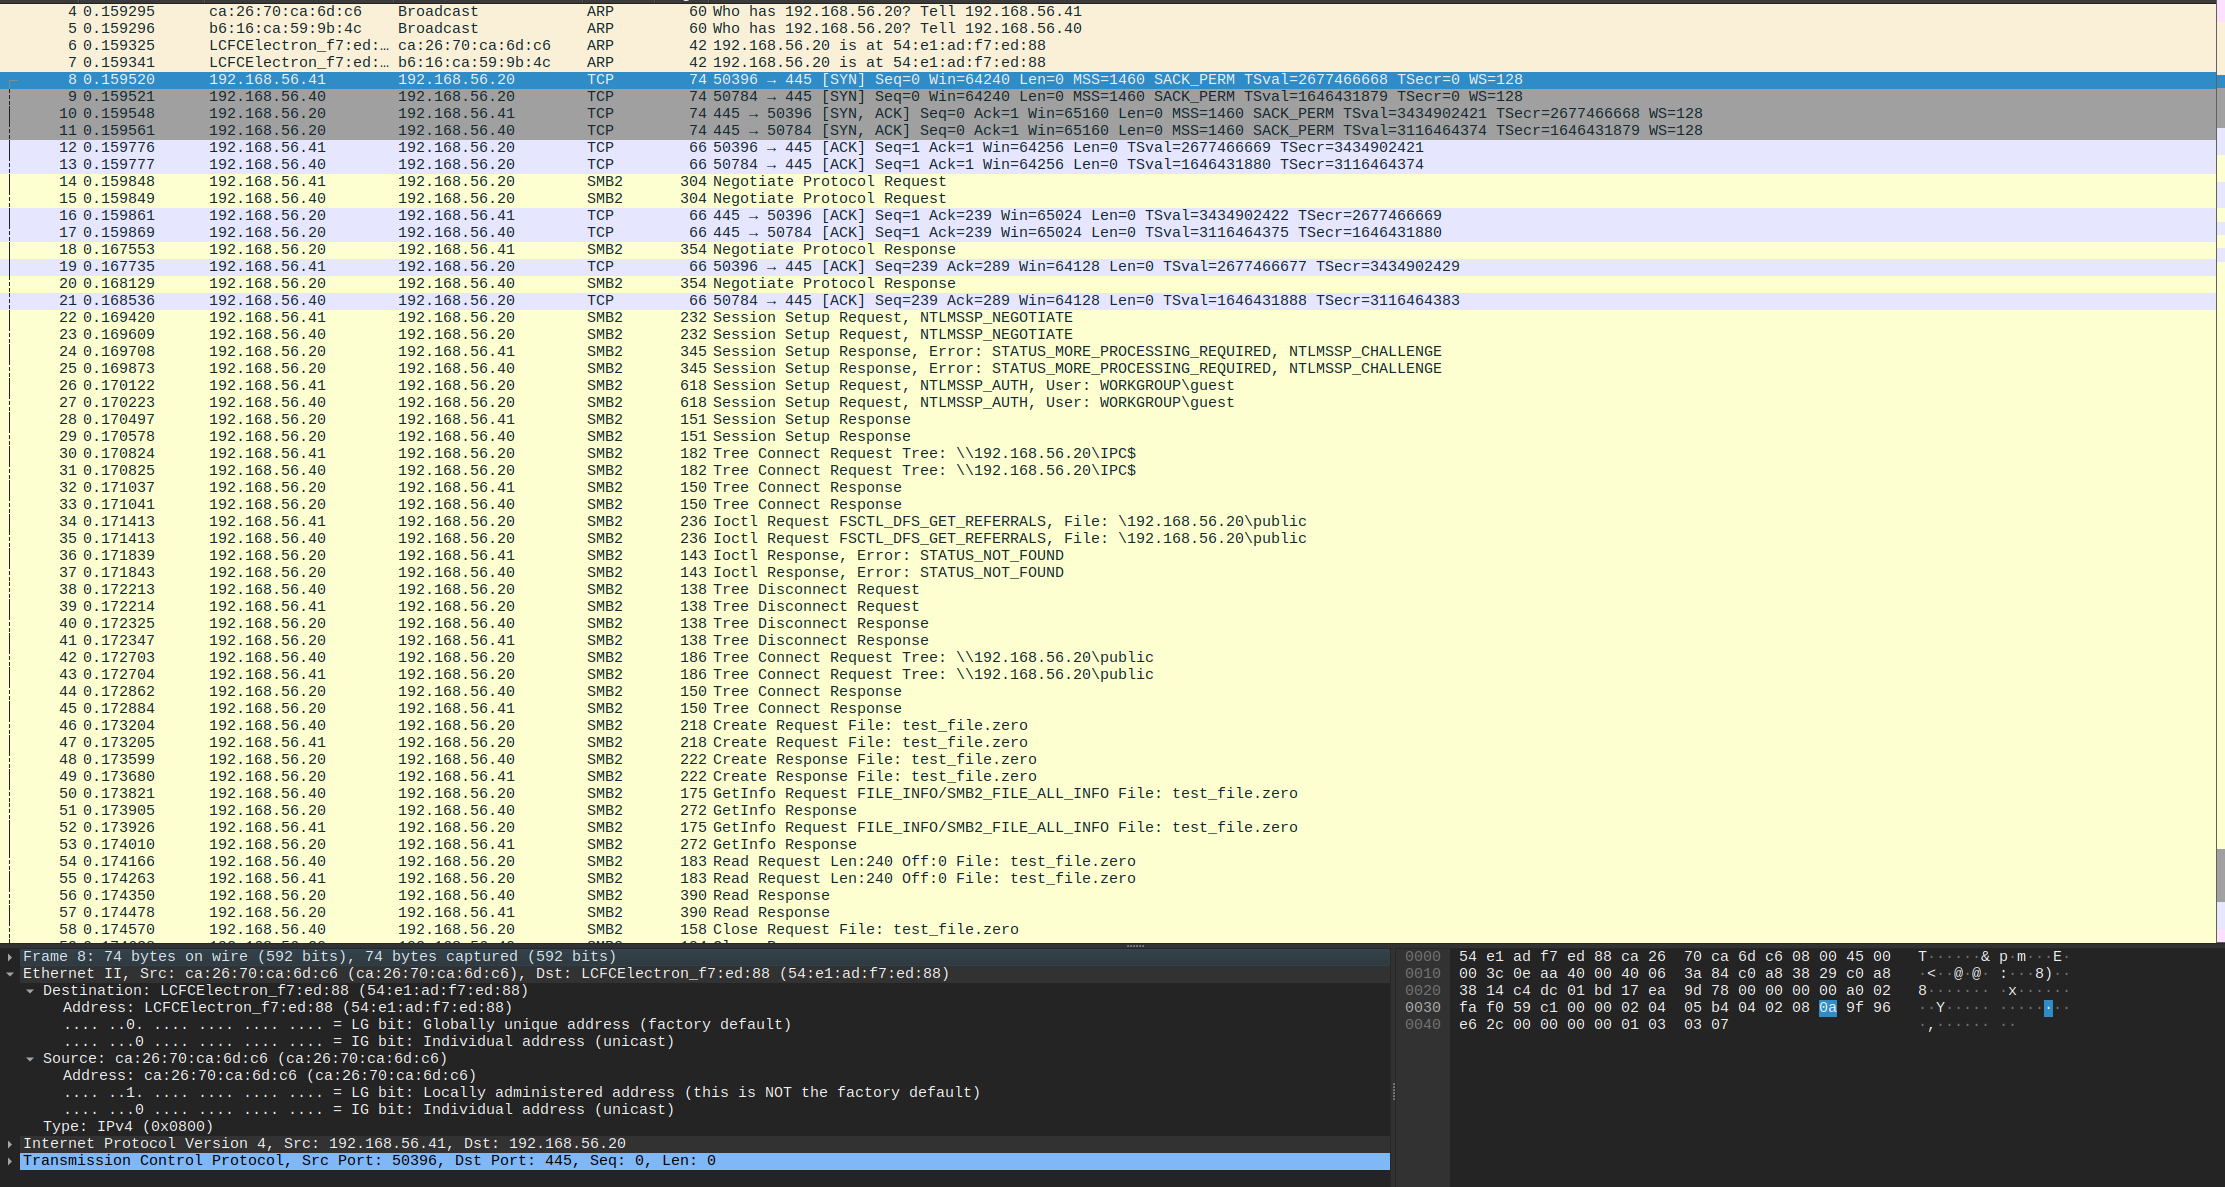 4 0.159295 ca:26:70:ca:6d:c6 Broadcast ARP 60 Who has 192.168.56.20? Tell 192.168.56.41
5 0.159296 b6:16:ca:59:9b:4c Broadcast ARP 60 Who has 192.168.56.20? Tell 192.168.56.40
6 0.159325 LCFCElectron_f7:ed:… ca:26:70:ca:6d:c6 ARP 42 192.168.56.20 is at 54:e1:ad:f7:ed:88
7 0.159341 LCFCElectron_f7:ed:… b6:16:ca:59:9b:4c ARP 42 192.168.56.20 is at 54:e1:ad:f7:ed:88
8 0.159520 192.168.56.41 192.168.56.20 TCP 74 50396 → 445 [SYN] Seq=0 Win=64240 Len=0 MSS=1460 SACK_PERM TSval=2677466668 TSecr=0 WS=128
9 0.159521 192.168.56.40 192.168.56.20 TCP 74 50784 → 445 [SYN] Seq=0 Win=64240 Len=0 MSS=1460 SACK_PERM TSval=1646431879 TSecr=0 WS=128
10 0.159548 192.168.56.20 192.168.56.41 TCP 74 445 → 50396 [SYN, ACK] Seq=0 Ack=1 Win=65160 Len=0 MSS=1460 SACK_PERM TSval=3434902421 TSecr=2677466668 WS=128
11 0.159561 192.168.56.20 192.168.56.40 TCP 74 445 → 50784 [SYN, ACK] Seq=0 Ack=1 Win=65160 Len=0 MSS=1460 SACK_PERM TSval=3116464374 TSecr=1646431879 WS=128
12 0.159776 192.168.56.41 192.168.56.20 TCP 66 50396 → 445 [ACK] Seq=1 Ack=1 Win=64256 Len=0 TSval=2677466669 TSecr=3434902421
13 0.159777 192.168.56.40 192.168.56.20 TCP 66 50784 → 445 [ACK] Seq=1 Ack=1 Win=64256 Len=0 TSval=1646431880 TSecr=3116464374
14 0.159848 192.168.56.41 192.168.56.20 SMB2 304 Negotiate Protocol Request
15 0.159849 192.168.56.40 192.168.56.20 SMB2 304 Negotiate Protocol Request
16 0.159861 192.168.56.20 192.168.56.41 TCP 66 445 → 50396 [ACK] Seq=1 Ack=239 Win=65024 Len=0 TSval=3434902422 TSecr=2677466669
17 0.159869 192.168.56.20 192.168.56.40 TCP 66 445 → 50784 [ACK] Seq=1 Ack=239 Win=65024 Len=0 TSval=3116464375 TSecr=1646431880
18 0.167553 192.168.56.20 192.168.56.41 SMB2 354 Negotiate Protocol Response
19 0.167735 192.168.56.41 192.168.56.20 TCP 66 50396 → 445 [ACK] Seq=239 Ack=289 Win=64128 Len=0 TSval=2677466677 TSecr=3434902429
20 0.168129 192.168.56.20 192.168.56.40 SMB2 354 Negotiate Protocol Response
21 0.168536 192.168.56.40 192.168.56.20 TCP 66 50784 → 445 [ACK] Seq=239 Ack=289 Win=64128 Len=0 TSval=1646431888 TSecr=3116464383
22 0.169420 192.168.56.41 192.168.56.20 SMB2 232 Session Setup Request, NTLMSSP_NEGOTIATE
23 0.169609 192.168.56.40 192.168.56.20 SMB2 232 Session Setup Request, NTLMSSP_NEGOTIATE
24 0.169708 192.168.56.20 192.168.56.41 SMB2 345 Session Setup Response, Error: STATUS_MORE_PROCESSING_REQUIRED, NTLMSSP_CHALLENGE
25 0.169873 192.168.56.20 192.168.56.40 SMB2 345 Session Setup Response, Error: STATUS_MORE_PROCESSING_REQUIRED, NTLMSSP_CHALLENGE
26 0.170122 192.168.56.41 192.168.56.20 SMB2 618 Session Setup Request, NTLMSSP_AUTH, User: WORKGROUP\guest
27 0.170223 192.168.56.40 192.168.56.20 SMB2 618 Session Setup Request, NTLMSSP_AUTH, User: WORKGROUP\guest
28 0.170497 192.168.56.20 192.168.56.41 SMB2 151 Session Setup Response
29 0.170578 192.168.56.20 192.168.56.40 SMB2 151 Session Setup Response
30 0.170824 192.168.56.41 192.168.56.20 SMB2 182 Tree Connect Request Tree: \\192.168.56.20\IPC$
31 0.170825 192.168.56.40 192.168.56.20 SMB2 182 Tree Connect Request Tree: \\192.168.56.20\IPC$
32 0.171037 192.168.56.20 192.168.56.41 SMB2 150 Tree Connect Response
33 0.171041 192.168.56.20 192.168.56.40 SMB2 150 Tree Connect Response
34 0.171413 192.168.56.41 192.168.56.20 SMB2 236 Ioctl Request FSCTL_DFS_GET_REFERRALS, File: \192.168.56.20\public
35 0.171413 192.168.56.40 192.168.56.20 SMB2 236 Ioctl Request FSCTL_DFS_GET_REFERRALS, File: \192.168.56.20\public
36 0.171839 192.168.56.20 192.168.56.41 SMB2 143 Ioctl Response, Error: STATUS_NOT_FOUND
37 0.171843 192.168.56.20 192.168.56.40 SMB2 143 Ioctl Response, Error: STATUS_NOT_FOUND
38 0.172213 192.168.56.40 192.168.56.20 SMB2 138 Tree Disconnect Request
39 0.172214 192.168.56.41 192.168.56.20 SMB2 138 Tree Disconnect Request
40 0.172325 192.168.56.20 192.168.56.40 SMB2 138 Tree Disconnect Response
41 0.172347 192.168.56.20 192.168.56.41 SMB2 138 Tree Disconnect Response
42 0.172703 192.168.56.40 192.168.56.20 SMB2 186 Tree Connect Request Tree: \\192.168.56.20\public
43 0.172704 192.168.56.41 192.168.56.20 SMB2 186 Tree Connect Request Tree: \\192.168.56.20\public
44 0.172862 192.168.56.20 192.168.56.40 SMB2 150 Tree Connect Response
45 0.172884 192.168.56.20 192.168.56.41 SMB2 150 Tree Connect Response
46 0.173204 192.168.56.40 192.168.56.20 SMB2 218 Create Request File: test_file.zero
47 0.173205 192.168.56.41 192.168.56.20 SMB2 218 Create Request File: test_file.zero
48 0.173599 192.168.56.20 192.168.56.40 SMB2 222 Create Response File: test_file.zero
49 0.173680 192.168.56.20 192.168.56.41 SMB2 222 Create Response File: test_file.zero
50 0.173821 192.168.56.40 192.168.56.20 SMB2 175 GetInfo Request FILE_INFO/SMB2_FILE_ALL_INFO File: test_file.zero
51 0.173905 192.168.56.20 192.168.56.40 SMB2 272 GetInfo Response
52 0.173926 192.168.56.41 192.168.56.20 SMB2 175 GetInfo Request FILE_INFO/SMB2_FILE_ALL_INFO File: test_file.zero
53 0.174010 192.168.56.20 192.168.56.41 SMB2 272 GetInfo Response
54 0.174166 192.168.56.40 192.168.56.20 SMB2 183 Read Request Len:240 Off:0 File: test_file.zero
55 0.174263 192.168.56.41 192.168.56.20 SMB2 183 Read Request Len:240 Off:0 File: test_file.zero
56 0.174350 192.168.56.20 192.168.56.40 SMB2 390 Read Response
57 0.174478 192.168.56.20 192.168.56.41 SMB2 390 Read Response
58 0.174570 192.168.56.40 192.168.56.20 SMB2 158 Close Request File: test_file.zero
Frame 8: 74 bytes on wire (592 bits), 74 bytes captured (592 bits)
Ethernet II, Src: ca:26:70:ca:6d:c6 (ca:26:70:ca:6d:c6), Dst: LCFCElectron_f7:ed:88 (54:e1:ad:f7:ed:88)
Destination: LCFCElectron_f7:ed:88 (54:e1:ad:f7:ed:88)
Address: LCFCElectron_f7:ed:88 (54:e1:ad:f7:ed:88)
.... ..0. .... .... .... .... = LG bit: Globally unique address (factory default)
.... ...0 .... .... .... .... = IG bit: Individual address (unicast)
Source: ca:26:70:ca:6d:c6 (ca:26:70:ca:6d:c6)
Address: ca:26:70:ca:6d:c6 (ca:26:70:ca:6d:c6)
.... ..1. .... .... .... .... = LG bit: Locally administered address (this is NOT the factory default)
.... ...0 .... .... .... .... = IG bit: Individual address (unicast)
Type: IPv4 (0x0800)
Internet Protocol Version 4, Src: 192.168.56.41, Dst: 192.168.56.20
Transmission Control Protocol, Src Port: 50396, Dst Port: 445, Seq: 0, Len: 0
0000 54 e1 ad f7 ed 88 ca 26 70 ca 6d c6 08 00 45 00 T······& p·m···E·
0010 00 3c 0e aa 40 00 40 06 3a 84 c0 a8 38 29 c0 a8 ·<··@·@· :···8)··
0020 38 14 c4 dc 01 bd 17 ea 9d 78 00 00 00 00 a0 02 8······· ·x······
0030 fa f0 59 c1 00 00 02 04 05 b4 04 02 08 0a 9f 96 ··Y····· ········
0040 e6 2c 00 00 00 00 01 03 03 07 ·,······ ··